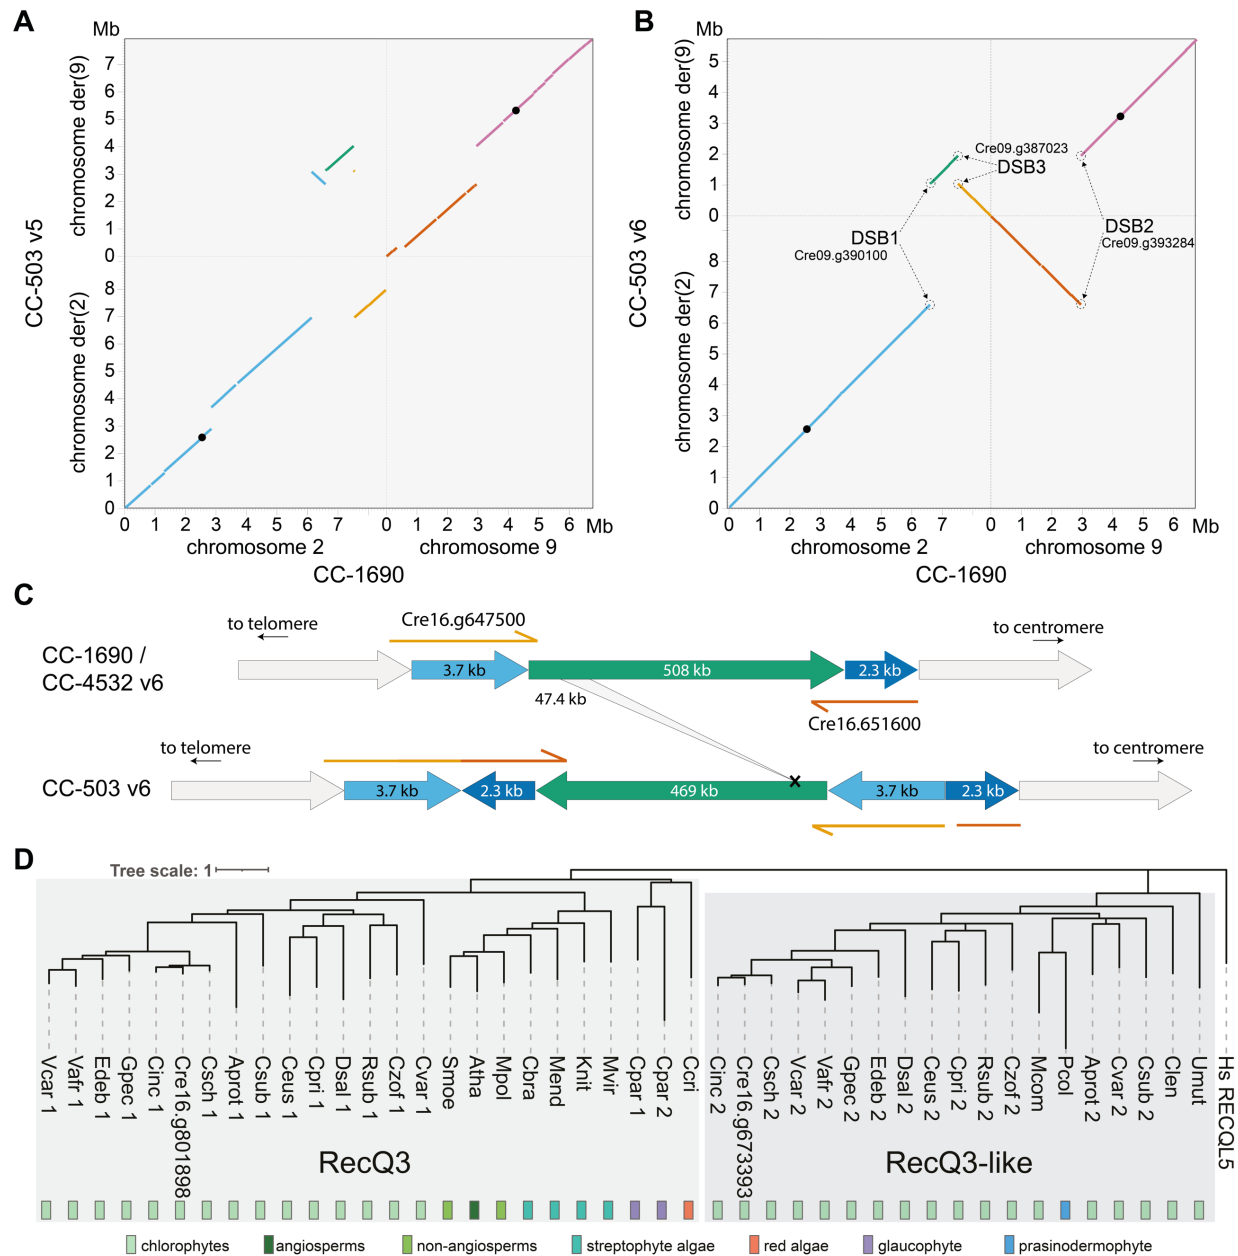 A
Mb
7
6
5
4
3
2
1
0
8
7
6
5
4
3
2
1
0
chromosome der(9)
chromosome der(2)
CC-503 v5
0 1 2 3 4 5 6 7 0 1 2 3 4 5 6 Mb
chromosome 2 chromosome 9
CC-1690
B
Mb
5
4
3
2
1
0
8
7
6
5
4
3
2
1
0
chromosome der(9)
chromosome der(2)
CC-503 v6
Cre09.g387023
DSB3
DSB1
Cre09.g390100
DSB2
Cre09.g393284
0 1 2 3 4 5 6 7 0 1 2 3 4 5 6 Mb
chromosome 2 chromosome 9
CC-1690
C
to telomere
Cre16.g647500
to centromere
CC-1690 /
CC-4532 v6
3.7 kb 508 kb 2.3 kb
47.4 kb
Cre16.651600
to telomere
to centromere
CC-503 v6
3.7 kb 2.3 kb 469 kb 3.7 kb 2.3 kb
D
Tree scale: 1
Vcar 1
Vafr 1
Edeb 1
Gpec 1
Cinc 1
Cre16.g801898
Csch 1
Aprot 1
Csub 1
Ceus 1
Cpri 1
Dsal 1
Rsub 1
Czof 1
Cvar 1
Smoe
Atha
Mpol
Cbra
Mend
Knit
Mvir
Cpar 1
Cpar 2
Ccri
Cinc 2
Cre16.g673393
Csch 2
Vcar 2
Vafr 2
Gpec 2
Edeb 2
Dsal 2
Ceus 2
Cpri 2
Rsub 2
Czof 2
Mcom
Pcol
Aprot 2
Cvar 2
Csub 2
Clen
Umut
Hs RECQL5
RecQ3
RecQ3-like
chlorophytes angiosperms non-angiosperms streptophyte algae red algae glaucophyte prasinodermophyte